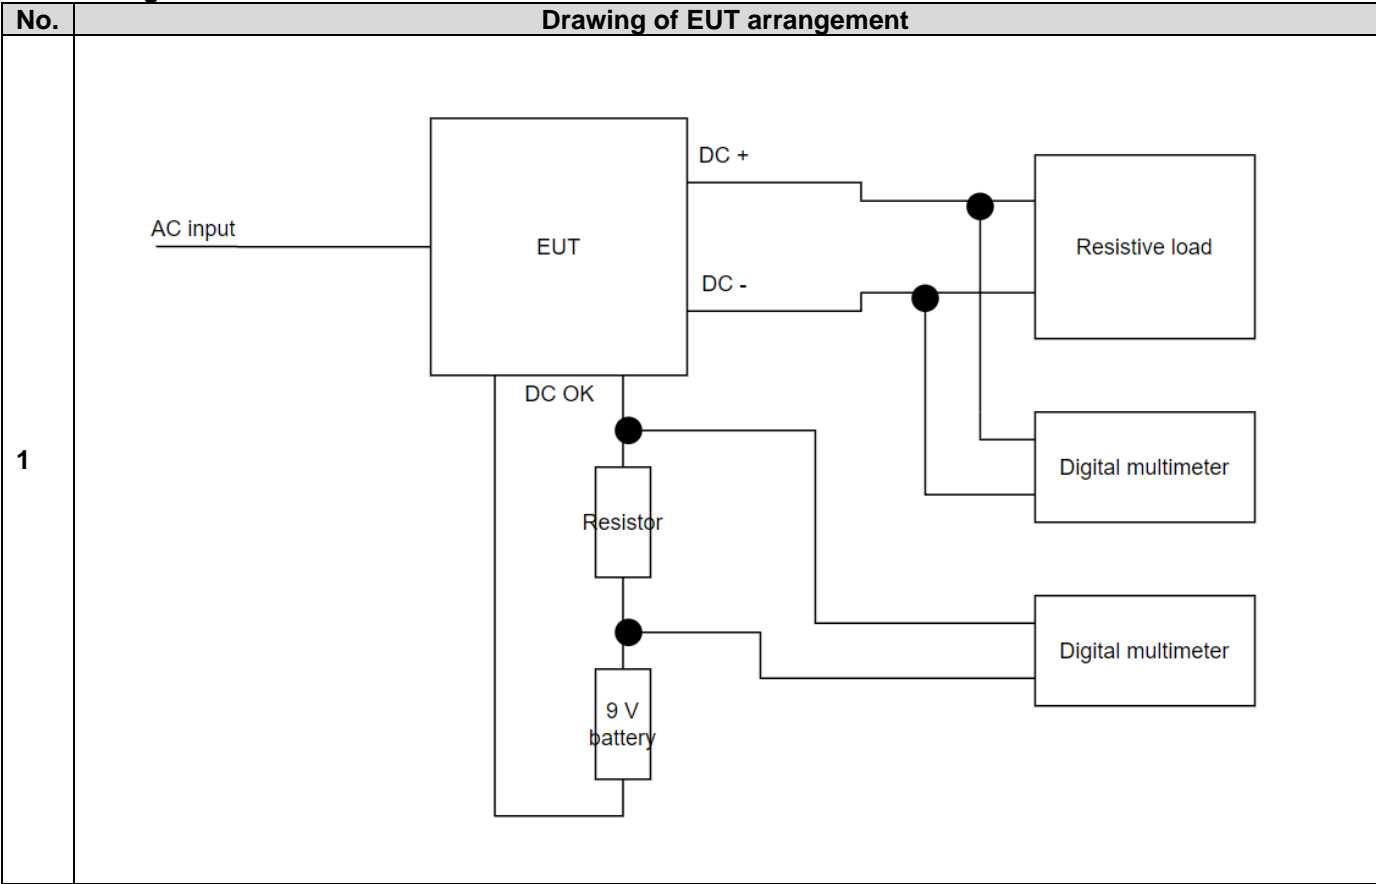 No.
Drawing of EUT arrangement
1
AC input
EUT
DC +
DC -
DC OK
Resistive load
Digital multimeter
Resistor
Digital multimeter
9 V
battery